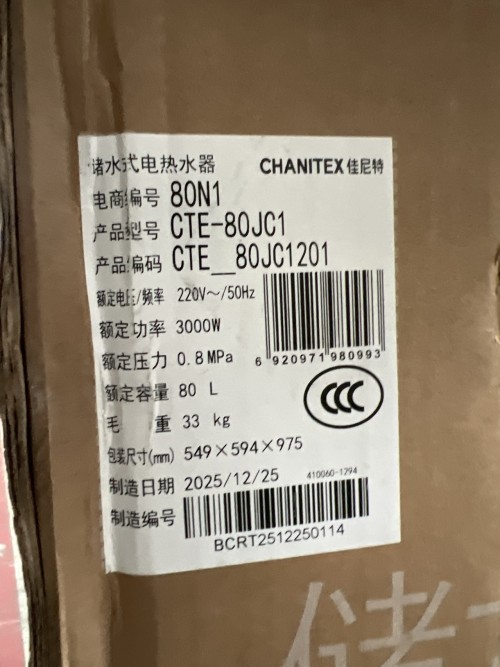 储水式电热水器 CHANITEX 佳尼特
电商编号 80N1
产品型号 CTE-80JC1
产品编码 CTE__80JC1201
额定电压/频率 220V～/50Hz
额定功率 3000W
额定压力 0.8MPa
6 920971 980993
额定容量 80 L
CCC
毛 重 33 kg
包装尺寸(mm) 549×594×975
制造日期 2025/12/25
410060-1294
制造编号
BCRT2512250114
储